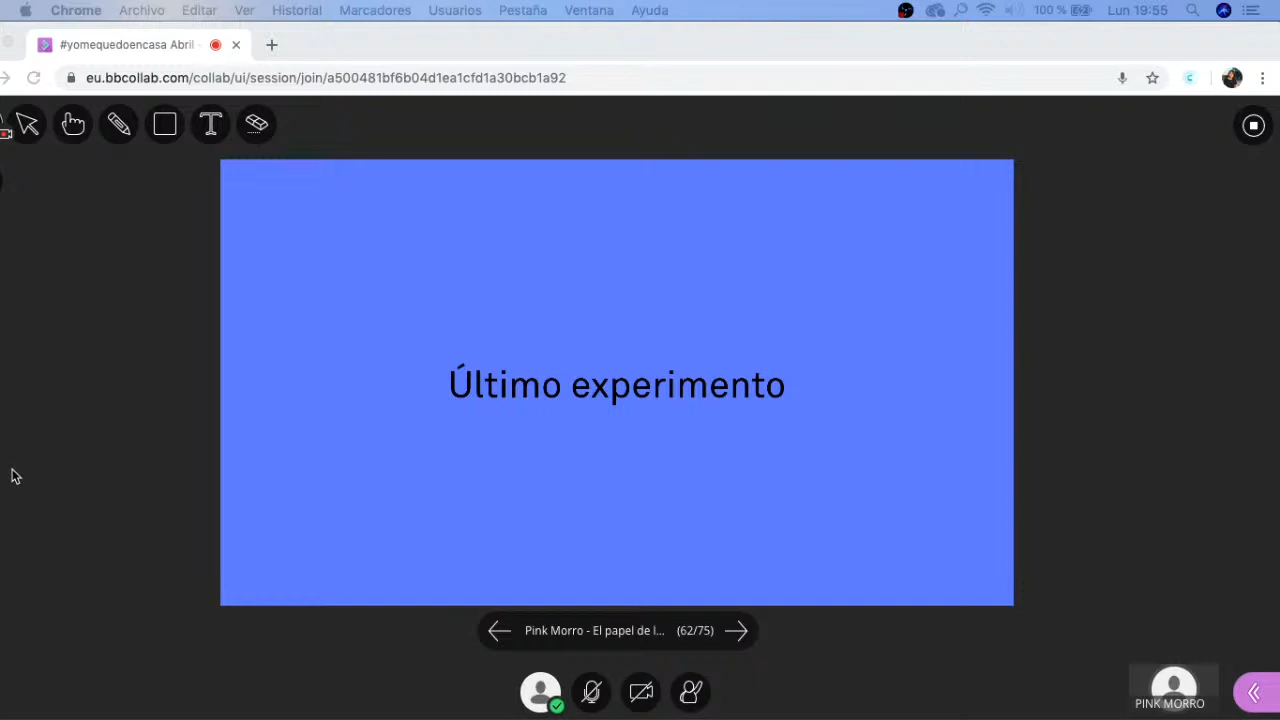 Chrome Archivo Editar Ver Historial Marcadores Usuarios Pestaña Ventana Ayuda 100 % Lun 19:55
#yomequedoencasa Abril
eu.bbcollab.com/collab/ui/session/join/a500481bf6b04d1ea1cfd1a30bcb1a92
T
Último experimento
Pink Morro - El papel de l... (62/75)
PINK MORRO